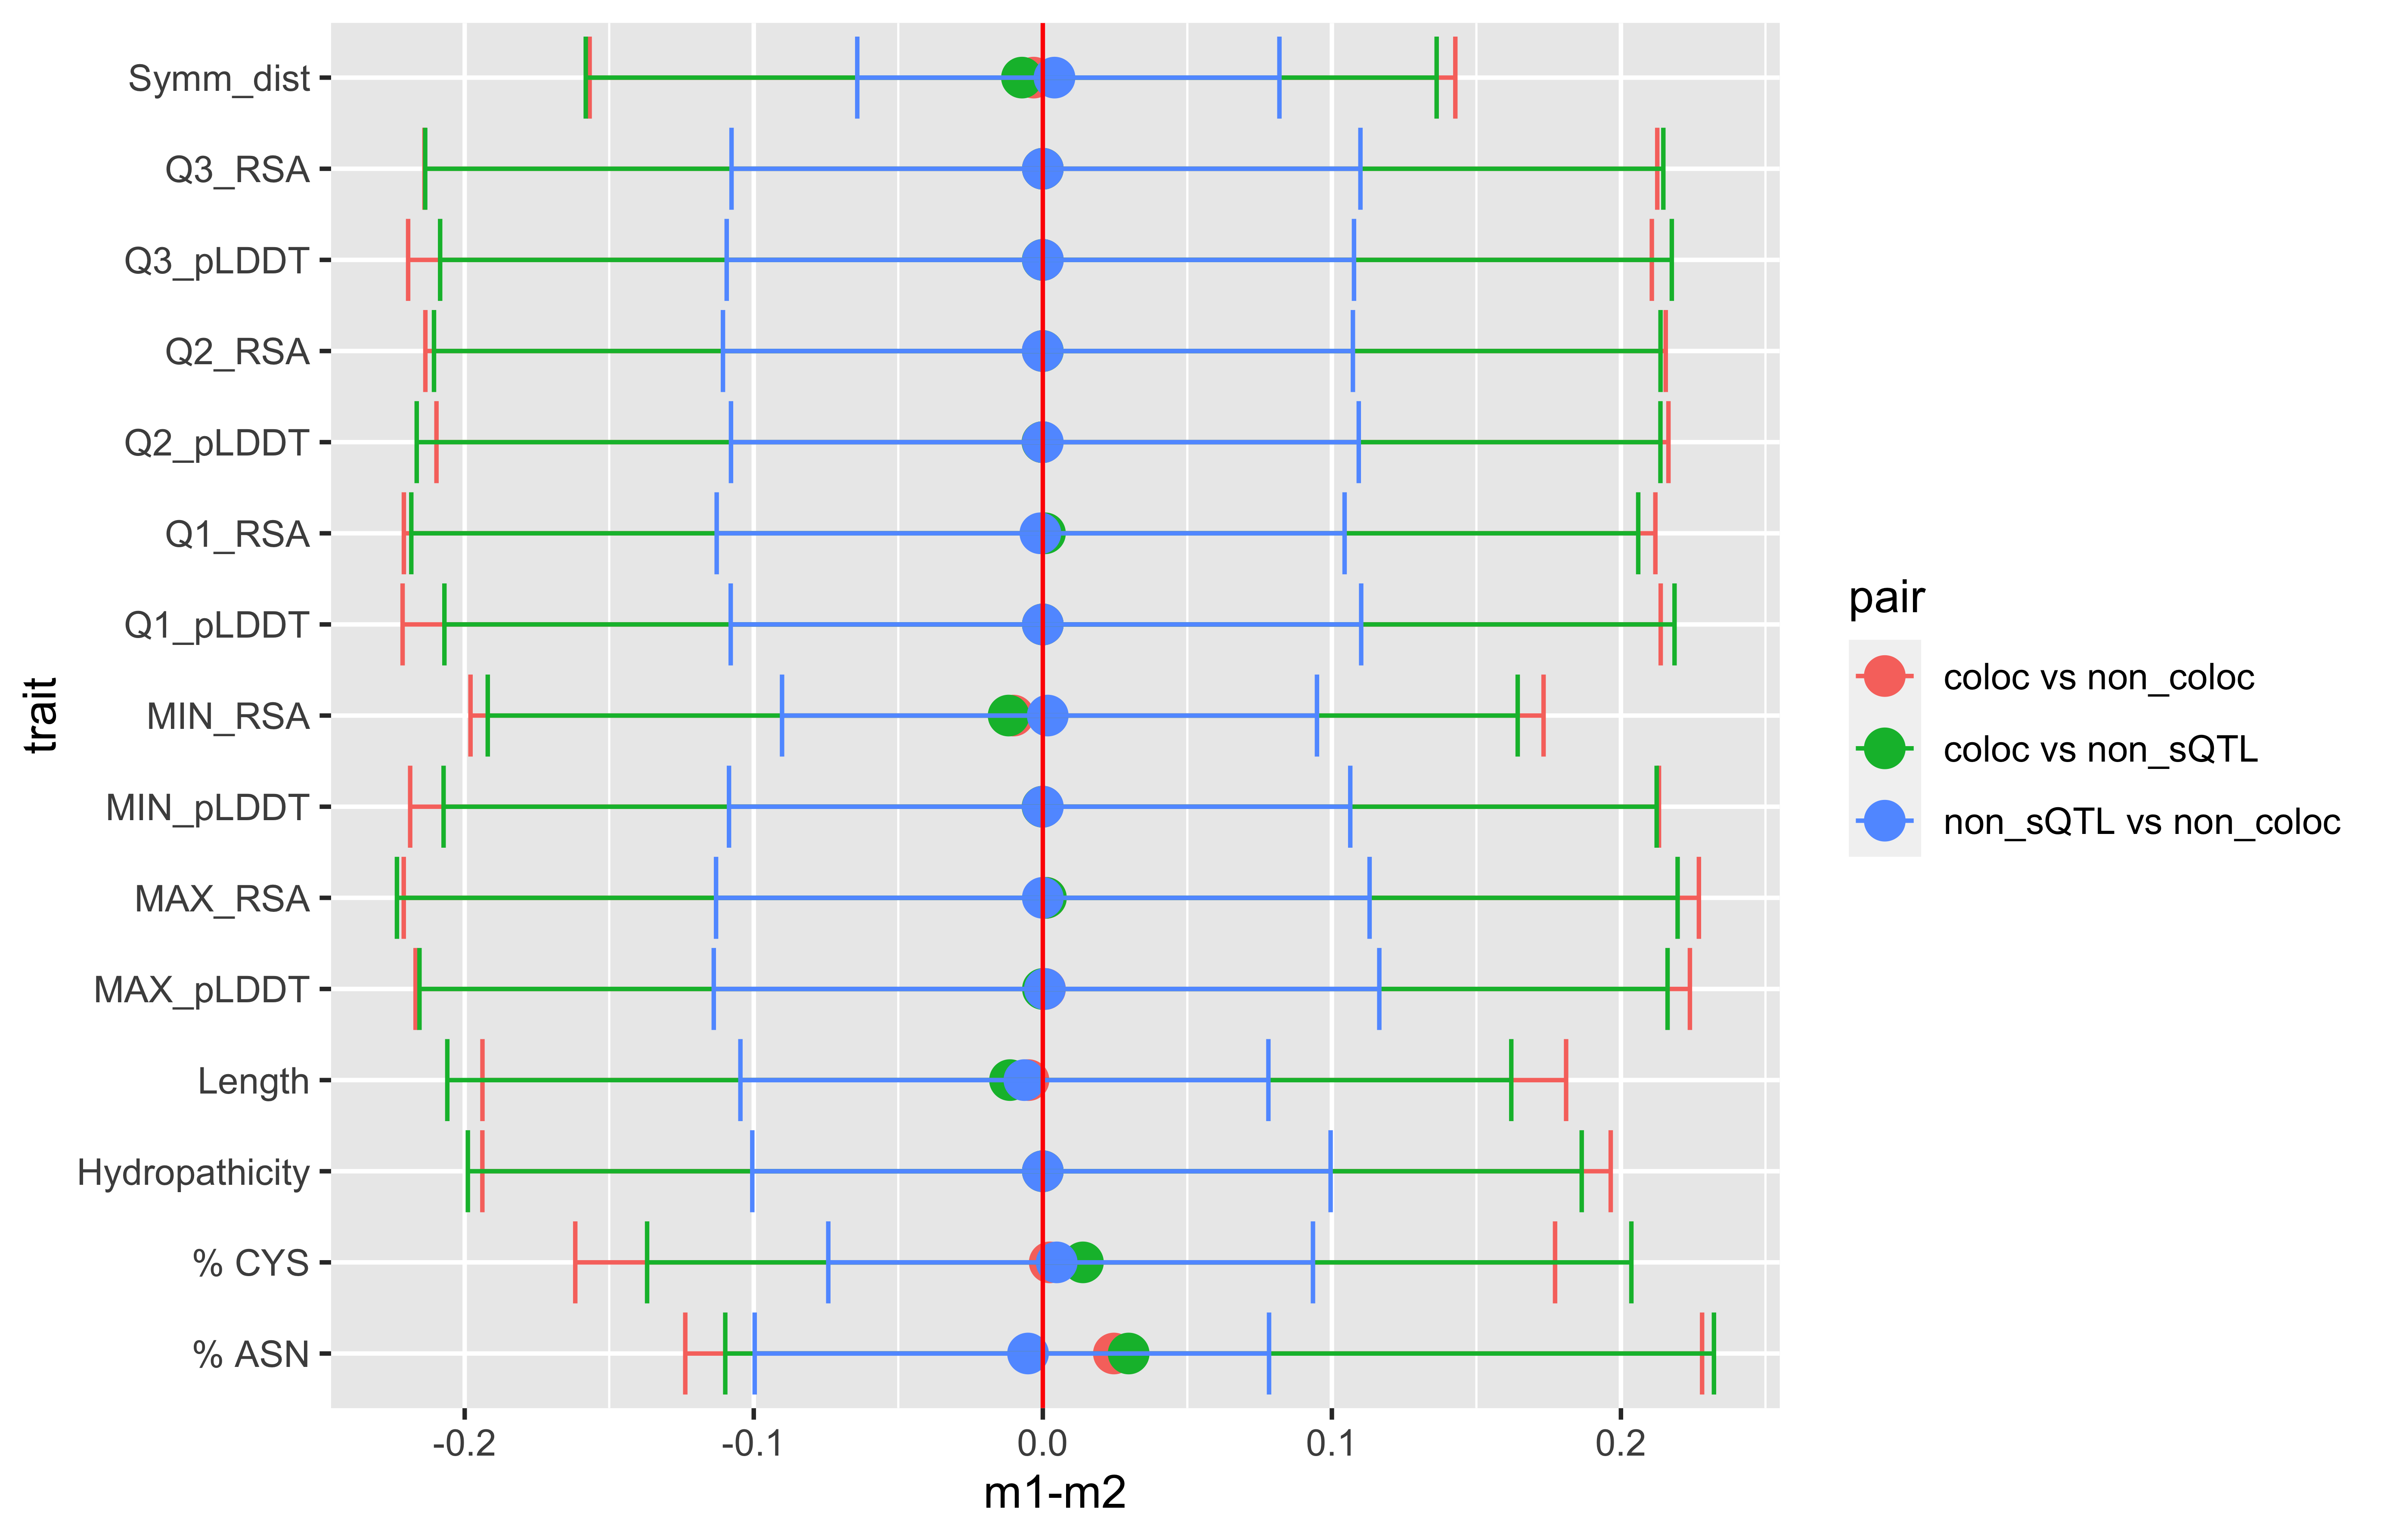 trait
Symm_dist
Q3_RSA
Q3_pLDDT
Q2_RSA
Q2_pLDDT
Q1_RSA
Q1_pLDDT
MIN_RSA
MIN_pLDDT
MAX_RSA
MAX_pLDDT
Length
Hydropathicity
% CYS
% ASN
-0.2 -0.1 0.0 0.1 0.2
m1-m2
pair
coloc vs non_coloc
coloc vs non_sQTL
non_sQTL vs non_coloc